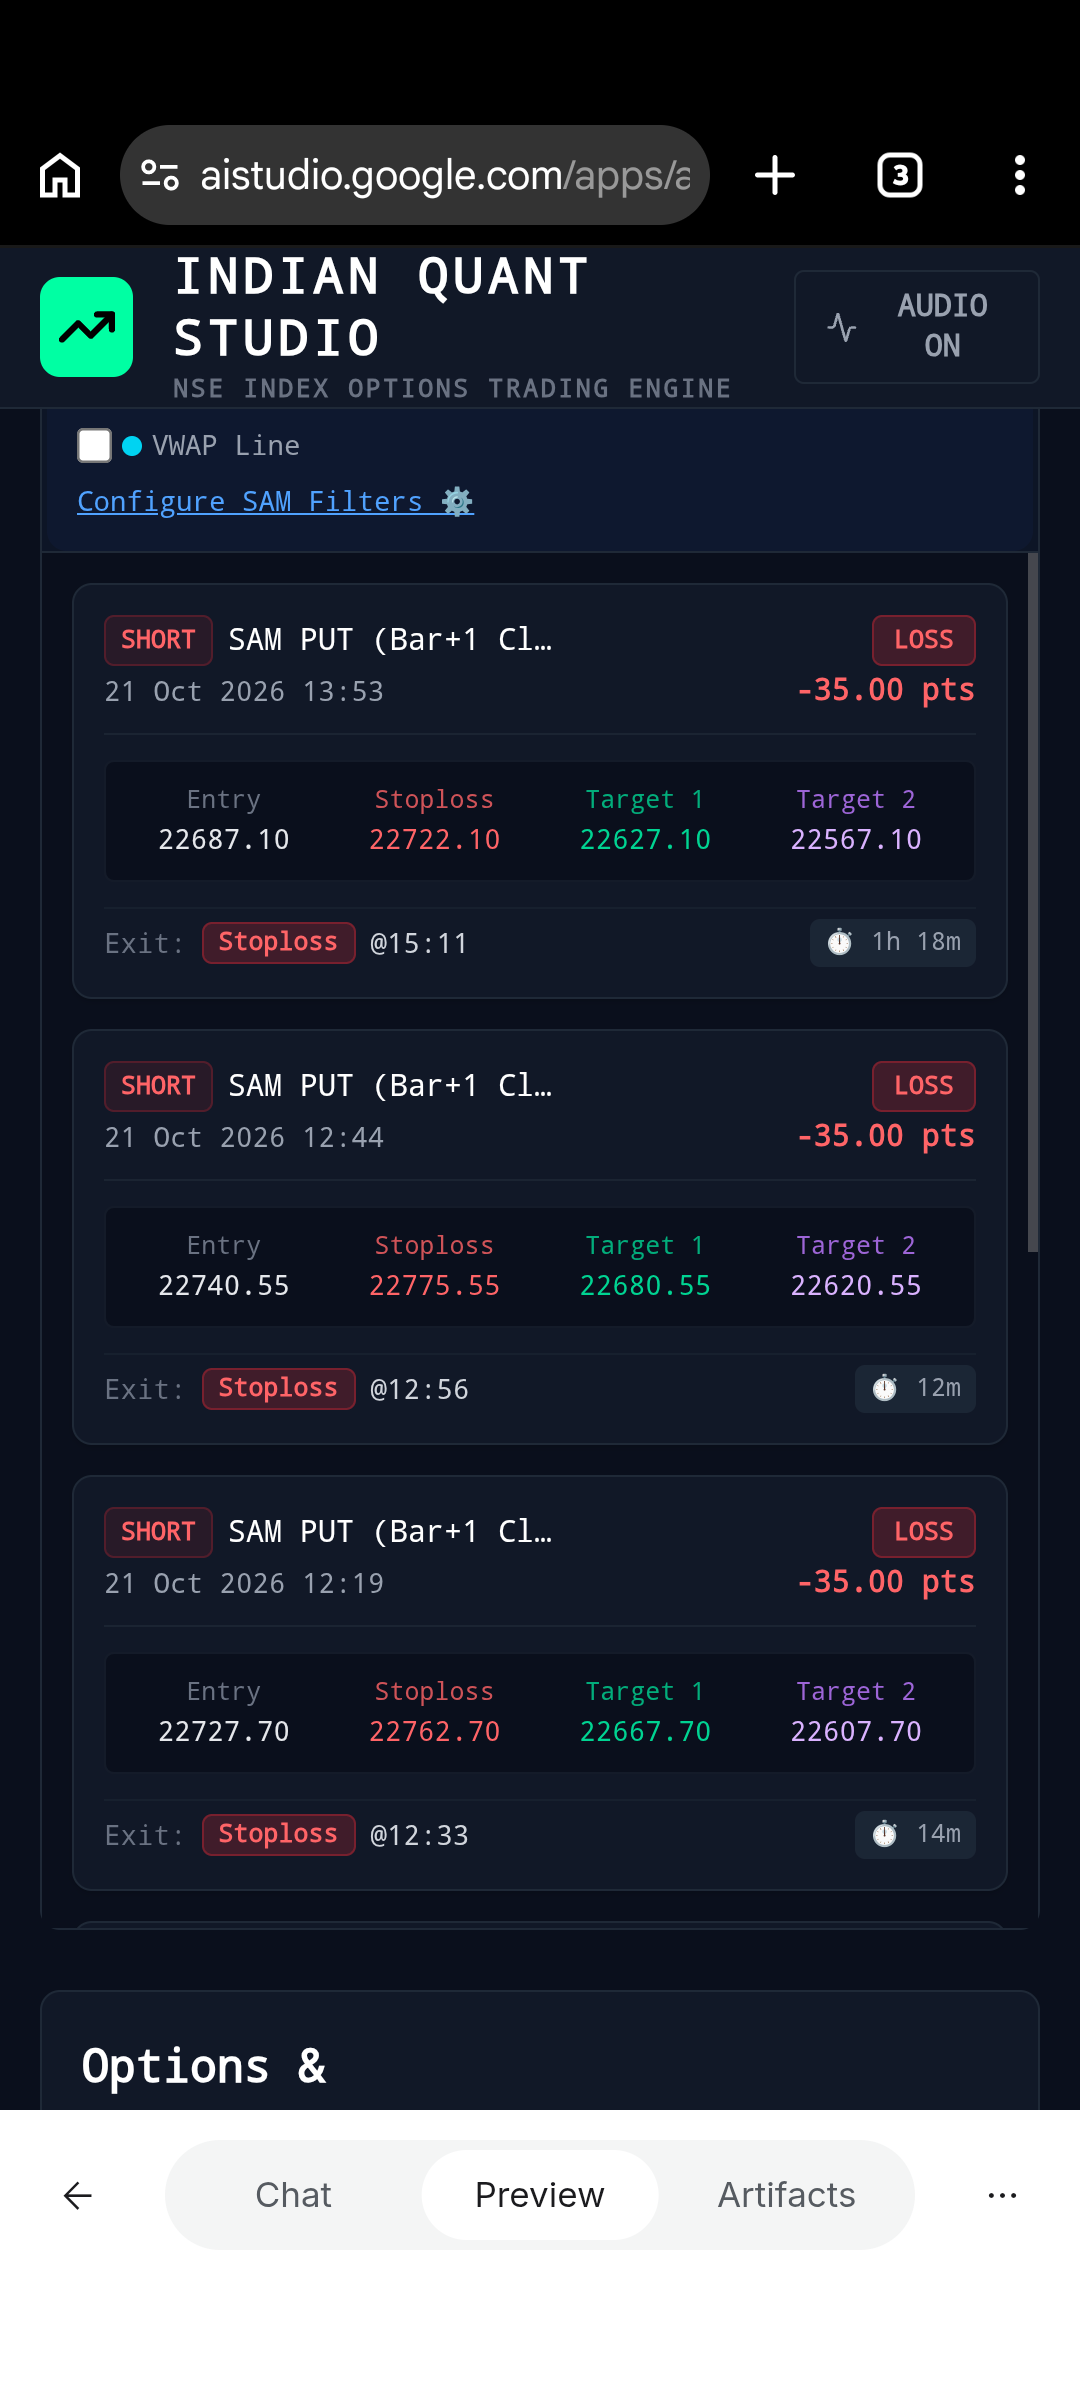 aistudio.google.com/apps/a
3
INDIAN QUANT
STUDIO
NSE INDEX OPTIONS TRADING ENGINE
AUDIO
ON
VWAP Line
Configure SAM Filters ⚙️
SHORT SAM PUT (Bar+1 Cl… LOSS
21 Oct 2026 13:53 -35.00 pts
Entry Stoploss Target 1 Target 2
22687.10 22722.10 22627.10 22567.10
Exit: Stoploss @15:11 ⏱️ 1h 18m
SHORT SAM PUT (Bar+1 Cl… LOSS
21 Oct 2026 12:44 -35.00 pts
Entry Stoploss Target 1 Target 2
22740.55 22775.55 22680.55 22620.55
Exit: Stoploss @12:56 ⏱️ 12m
SHORT SAM PUT (Bar+1 Cl… LOSS
21 Oct 2026 12:19 -35.00 pts
Entry Stoploss Target 1 Target 2
22727.70 22762.70 22667.70 22607.70
Exit: Stoploss @12:33 ⏱️ 14m
Options &
Chat Preview Artifacts